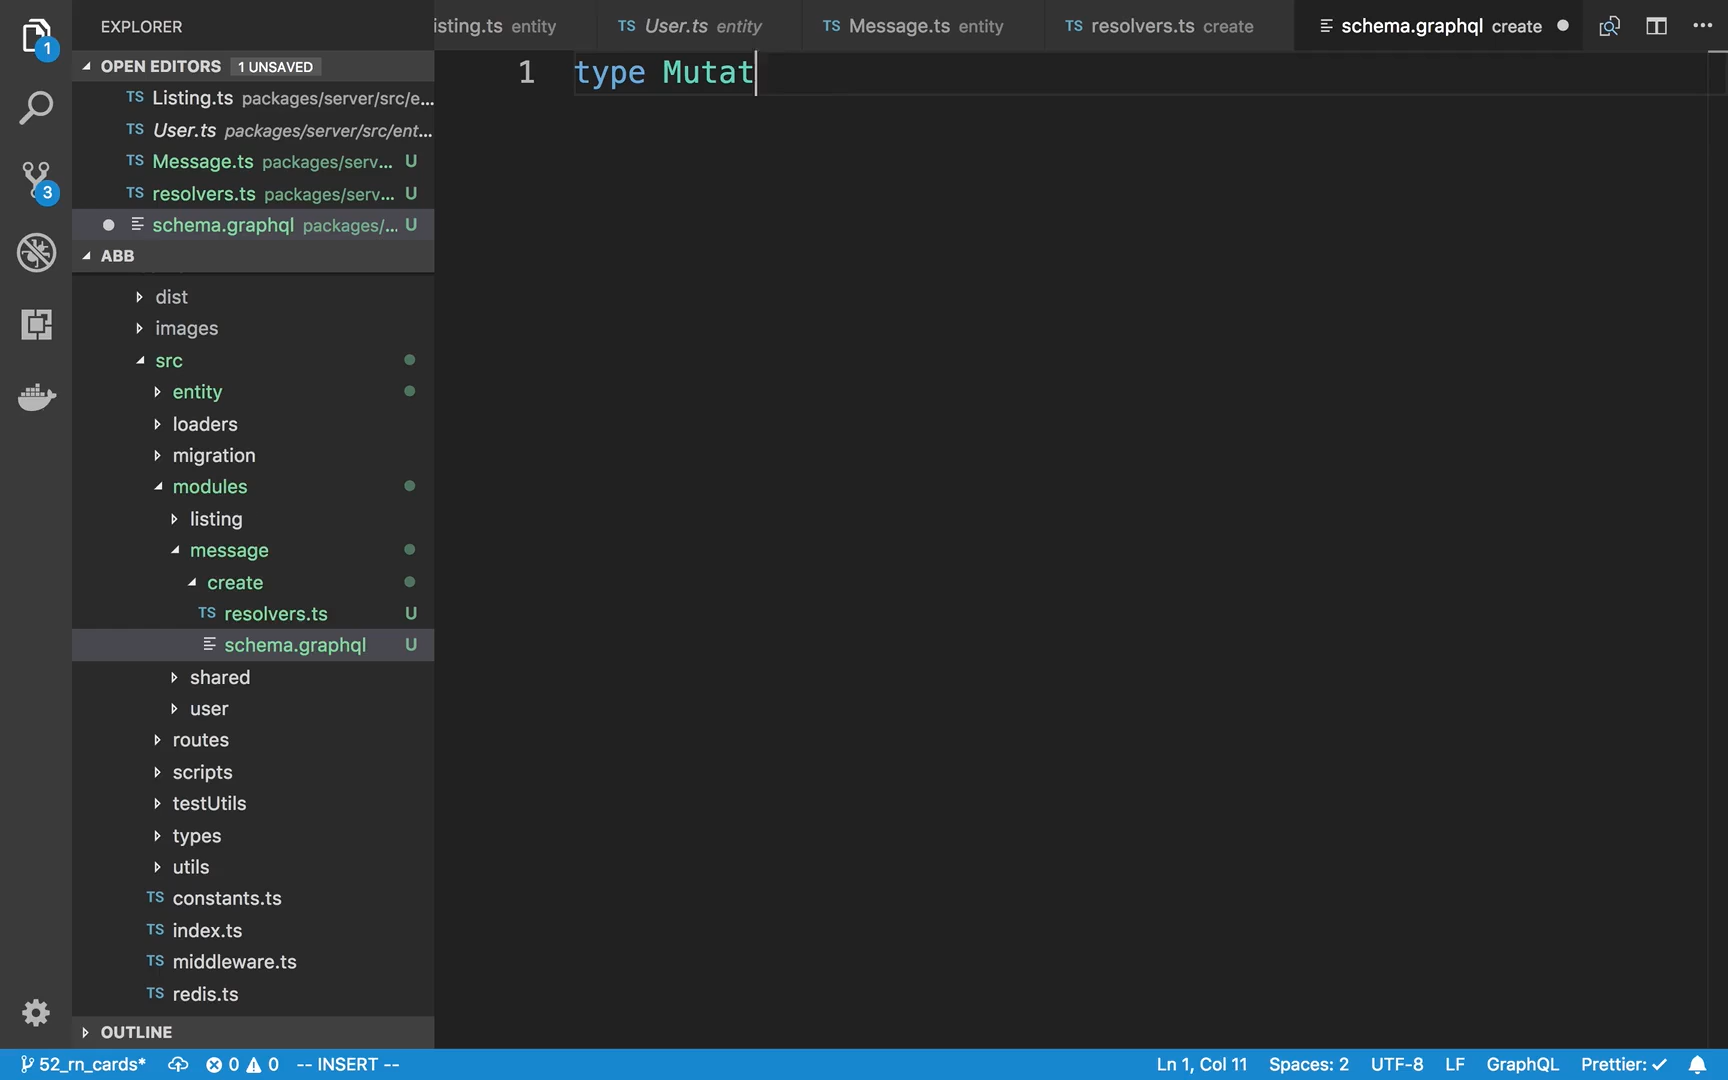 1
3
EXPLORER
OPEN EDITORS 1 UNSAVED
TS Listing.ts packages/server/src/e...
TS User.ts packages/server/src/ent...
TS Message.ts packages/serv... U
TS resolvers.ts packages/serv... U
schema.graphql packages/... U
ABB
dist
images
src
entity
loaders
migration
modules
listing
message
create
TS resolvers.ts U
schema.graphql U
shared
user
routes
scripts
testUtils
types
utils
TS constants.ts
TS index.ts
TS middleware.ts
TS redis.ts
OUTLINE
isting.ts entity
TS User.ts entity
TS Message.ts entity
TS resolvers.ts create
schema.graphql create
1 type Mutat
52_rn_cards* 0 0 -- INSERT -- Ln 1, Col 11 Spaces: 2 UTF-8 LF GraphQL Prettier: ✓